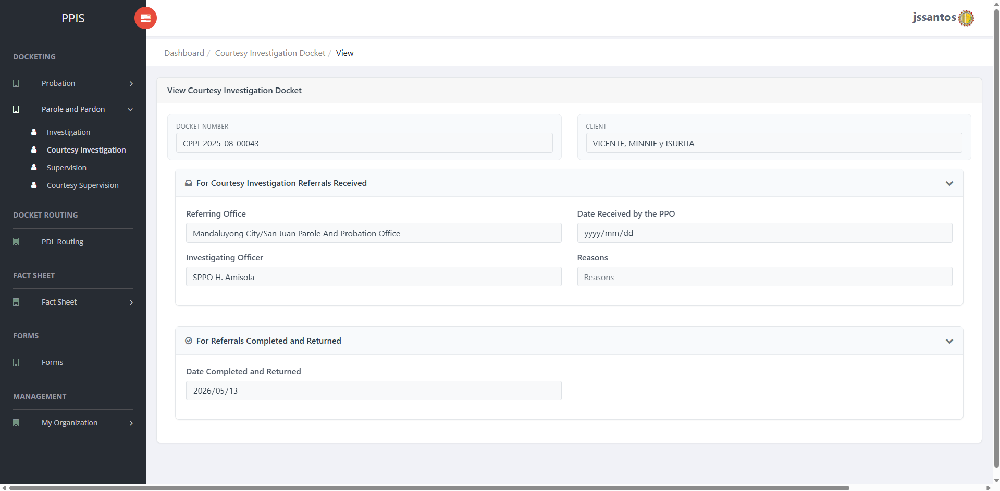 PPIS
jssantos
DOCKETING
Probation
Parole and Pardon
Investigation
Courtesy Investigation
Supervision
Courtesy Supervision
DOCKET ROUTING
PDL Routing
FACT SHEET
Fact Sheet
FORMS
Forms
MANAGEMENT
My Organization
Dashboard / Courtesy Investigation Docket / View
View Courtesy Investigation Docket
DOCKET NUMBER
CPPI-2025-08-00043
CLIENT
VICENTE, MINNIE y ISURITA
For Courtesy Investigation Referrals Received
Referring Office
Mandaluyong City/San Juan Parole And Probation Office
Date Received by the PPO
yyyy/mm/dd
Investigating Officer
SPPO H. Amisola
Reasons
Reasons
For Referrals Completed and Returned
Date Completed and Returned
2026/05/13